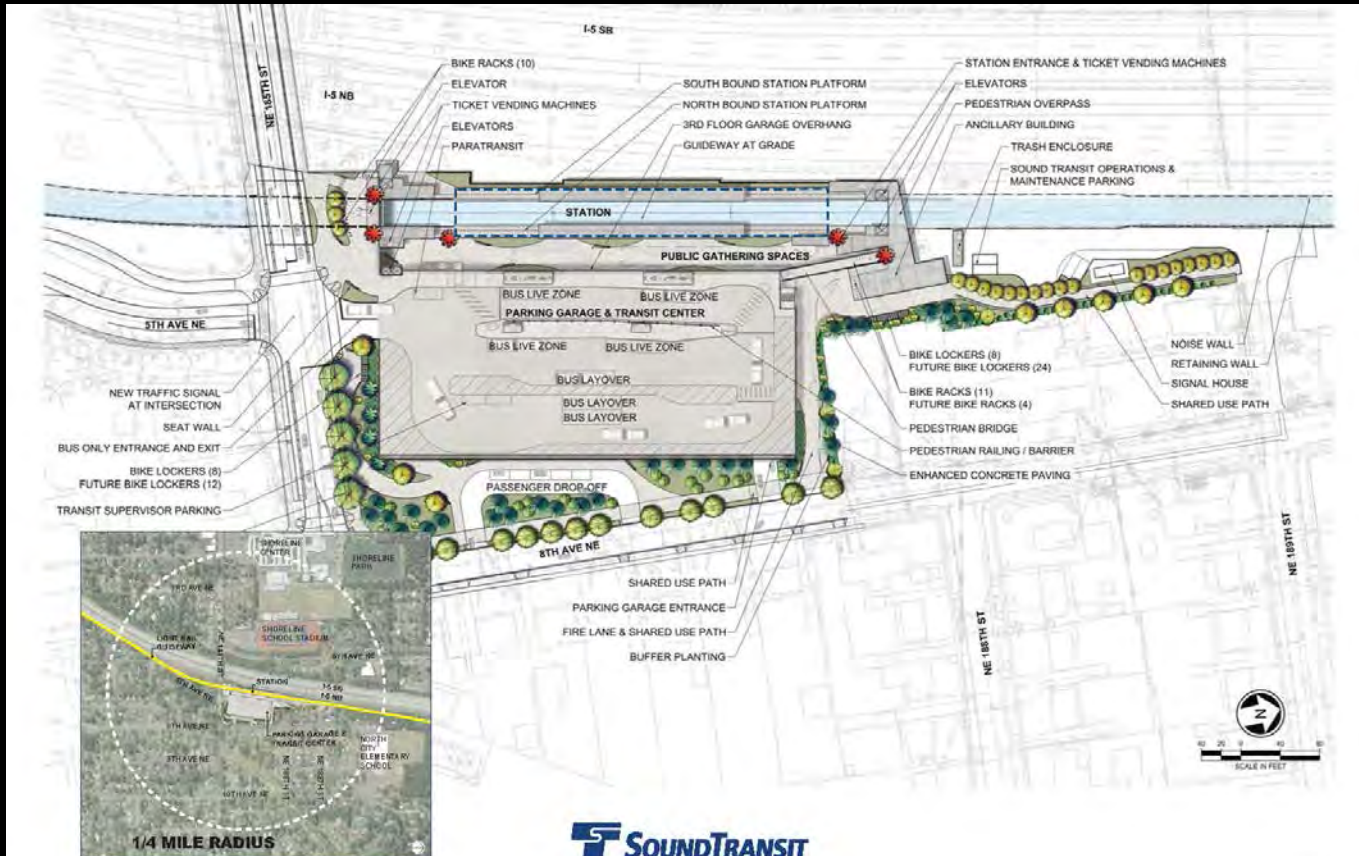 I-5 SB
I-5 NB
NE 185TH ST
BIKE RACKS (10)
ELEVATOR
TICKET VENDING MACHINES
ELEVATORS
PARATRANSIT
SOUTH BOUND STATION PLATFORM
NORTH BOUND STATION PLATFORM
3RD FLOOR GARAGE OVERHANG
GUIDEWAY AT GRADE
STATION ENTRANCE & TICKET VENDING MACHINES
ELEVATORS
PEDESTRIAN OVERPASS
ANCILLARY BUILDING
TRASH ENCLOSURE
SOUND TRANSIT OPERATIONS &
MAINTENANCE PARKING
STATION
PUBLIC GATHERING SPACES
BUS LIVE ZONE
BUS LIVE ZONE
PARKING GARAGE & TRANSIT CENTER
BUS LIVE ZONE
BUS LIVE ZONE
BUS LAYOVER
BUS LAYOVER
BUS LAYOVER
5TH AVE NE
NEW TRAFFIC SIGNAL
AT INTERSECTION
SEAT WALL
BUS ONLY ENTRANCE AND EXIT
BIKE LOCKERS (8)
FUTURE BIKE LOCKERS (12)
TRANSIT SUPERVISOR PARKING
PASSENGER DROP-OFF
8TH AVE NE
NOISE WALL
RETAINING WALL
SIGNAL HOUSE
SHARED USE PATH
BIKE LOCKERS (8)
FUTURE BIKE LOCKERS (24)
BIKE RACKS (11)
FUTURE BIKE RACKS (4)
PEDESTRIAN BRIDGE
PEDESTRIAN RAILING / BARRIER
ENHANCED CONCRETE PAVING
SHARED USE PATH
PARKING GARAGE ENTRANCE
FIRE LANE & SHARED USE PATH
BUFFER PLANTING
NE 188TH ST
NE 189TH ST
N
SCALE IN FEET
SHORELINE
CENTER
SHORELINE
PARK
3RD AVE NE
SHORELINE
SCHOOL STADIUM
LIGHT RAIL
GUIDEWAY
5TH AVE NE
STATION
I-5 SB
I-5 NB
PARKING GARAGE &
TRANSIT CENTER
NORTH
CITY
ELEMENTARY
SCHOOL
10TH AVE NE
1/4 MILE RADIUS
SOUNDTRANSIT